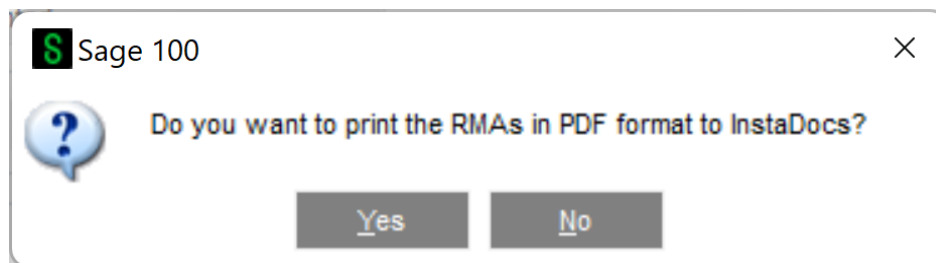 Sage 100
Do you want to print the RMAs in PDF format to InstaDocs?
Yes
No